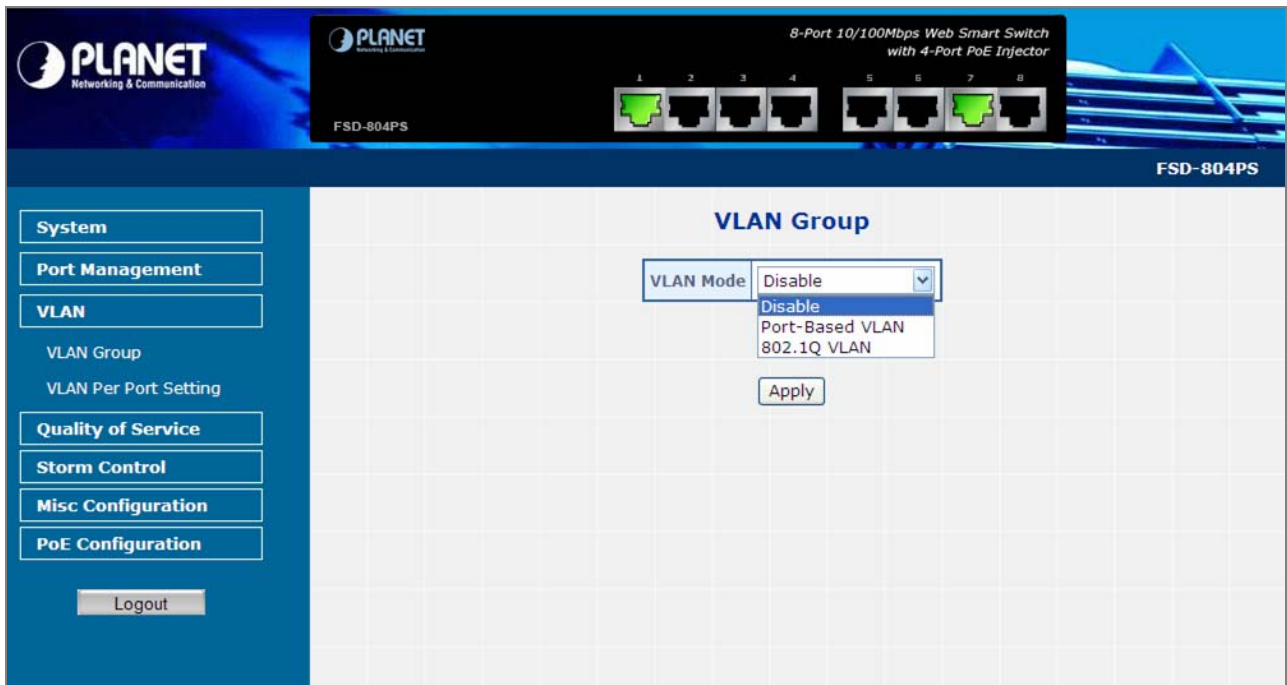 PLANET
Networking & Communication
PLANET
Networking & Communication
8-Port 10/100Mbps Web Smart Switch
with 4-Port PoE Injector
1 2 3 4 5 6 7 8
FSD-804PS
FSD-804PS
System
Port Management
VLAN
VLAN Group
VLAN Per Port Setting
Quality of Service
Storm Control
Misc Configuration
PoE Configuration
Logout
VLAN Group
VLAN Mode Disable
Disable
Port-Based VLAN
802.1Q VLAN
Apply